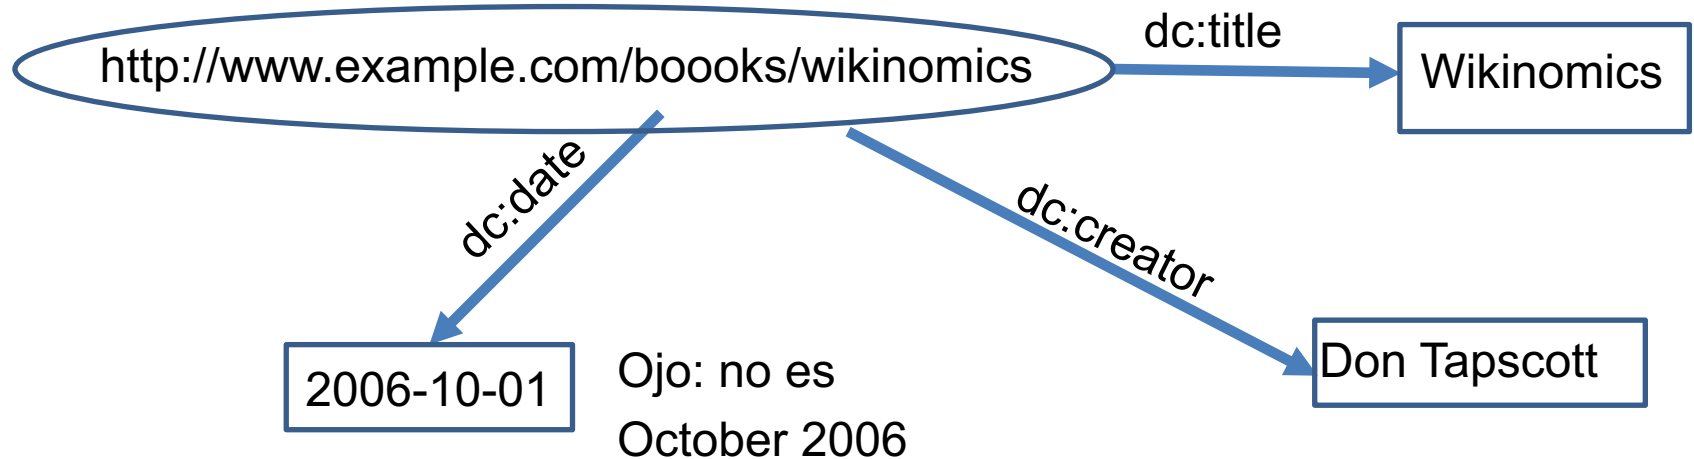 http://www.example.com/boooks/wikinomics
dc:title
Wikinomics
dc:date
dc:creator
2006-10-01
Ojo: no es
October 2006
Don Tapscott